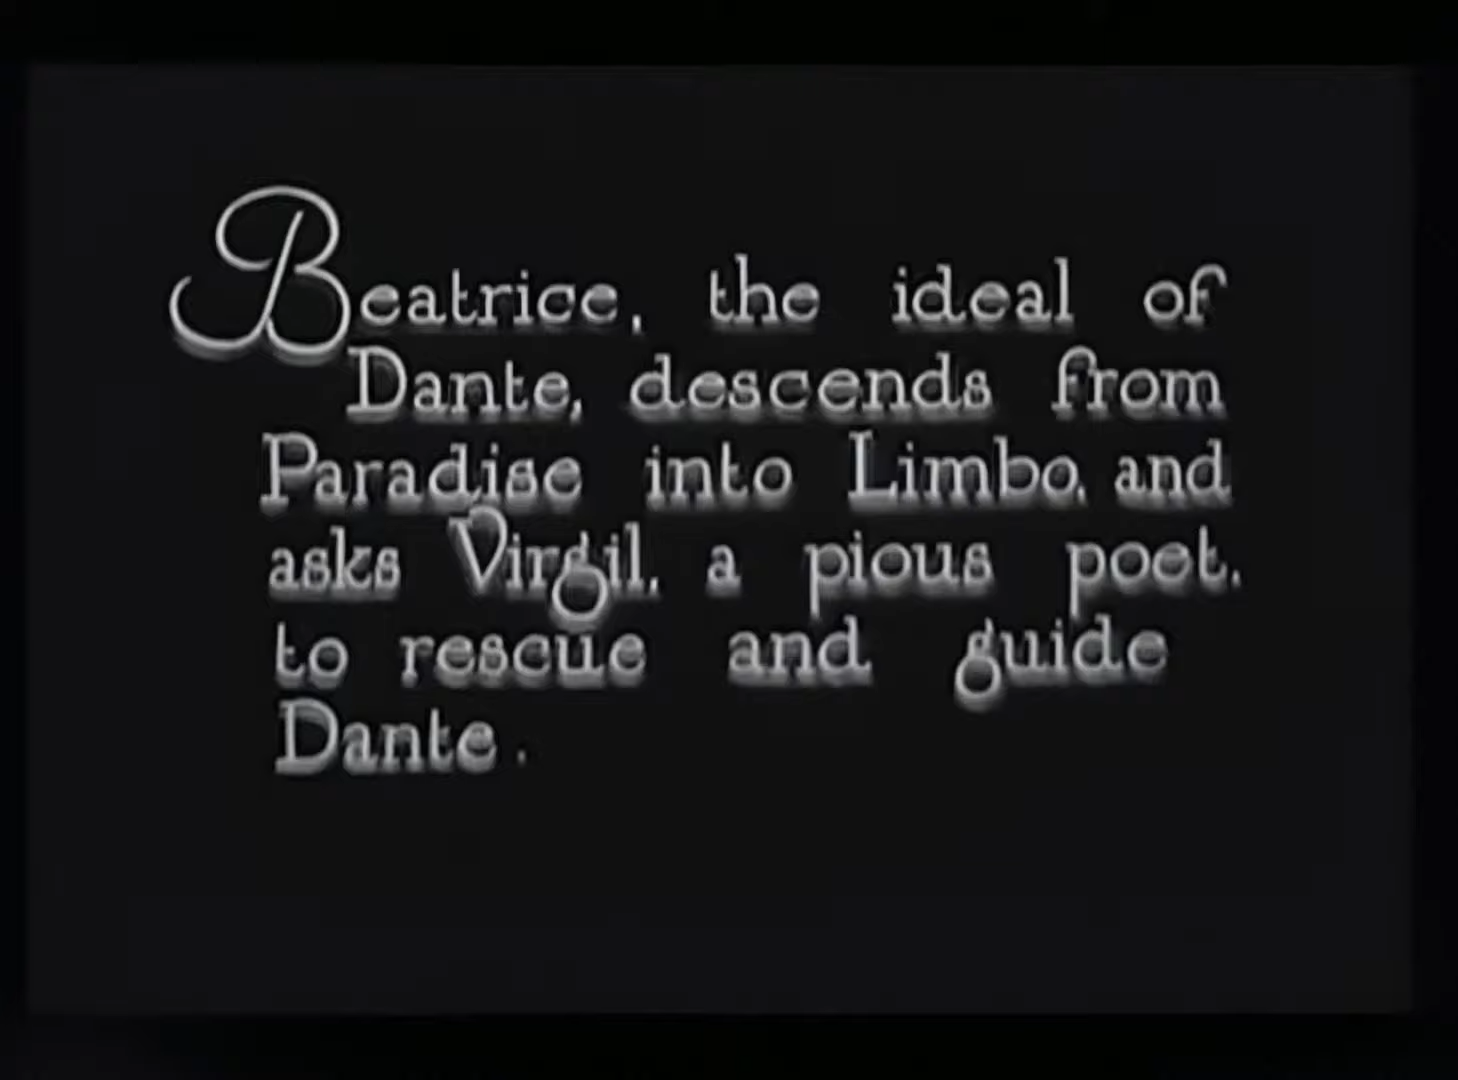 Beatrice, the ideal of
Dante, descends from
Paradise into Limbo, and
asks Virgil, a pious poet,
to rescue and guide
Dante.